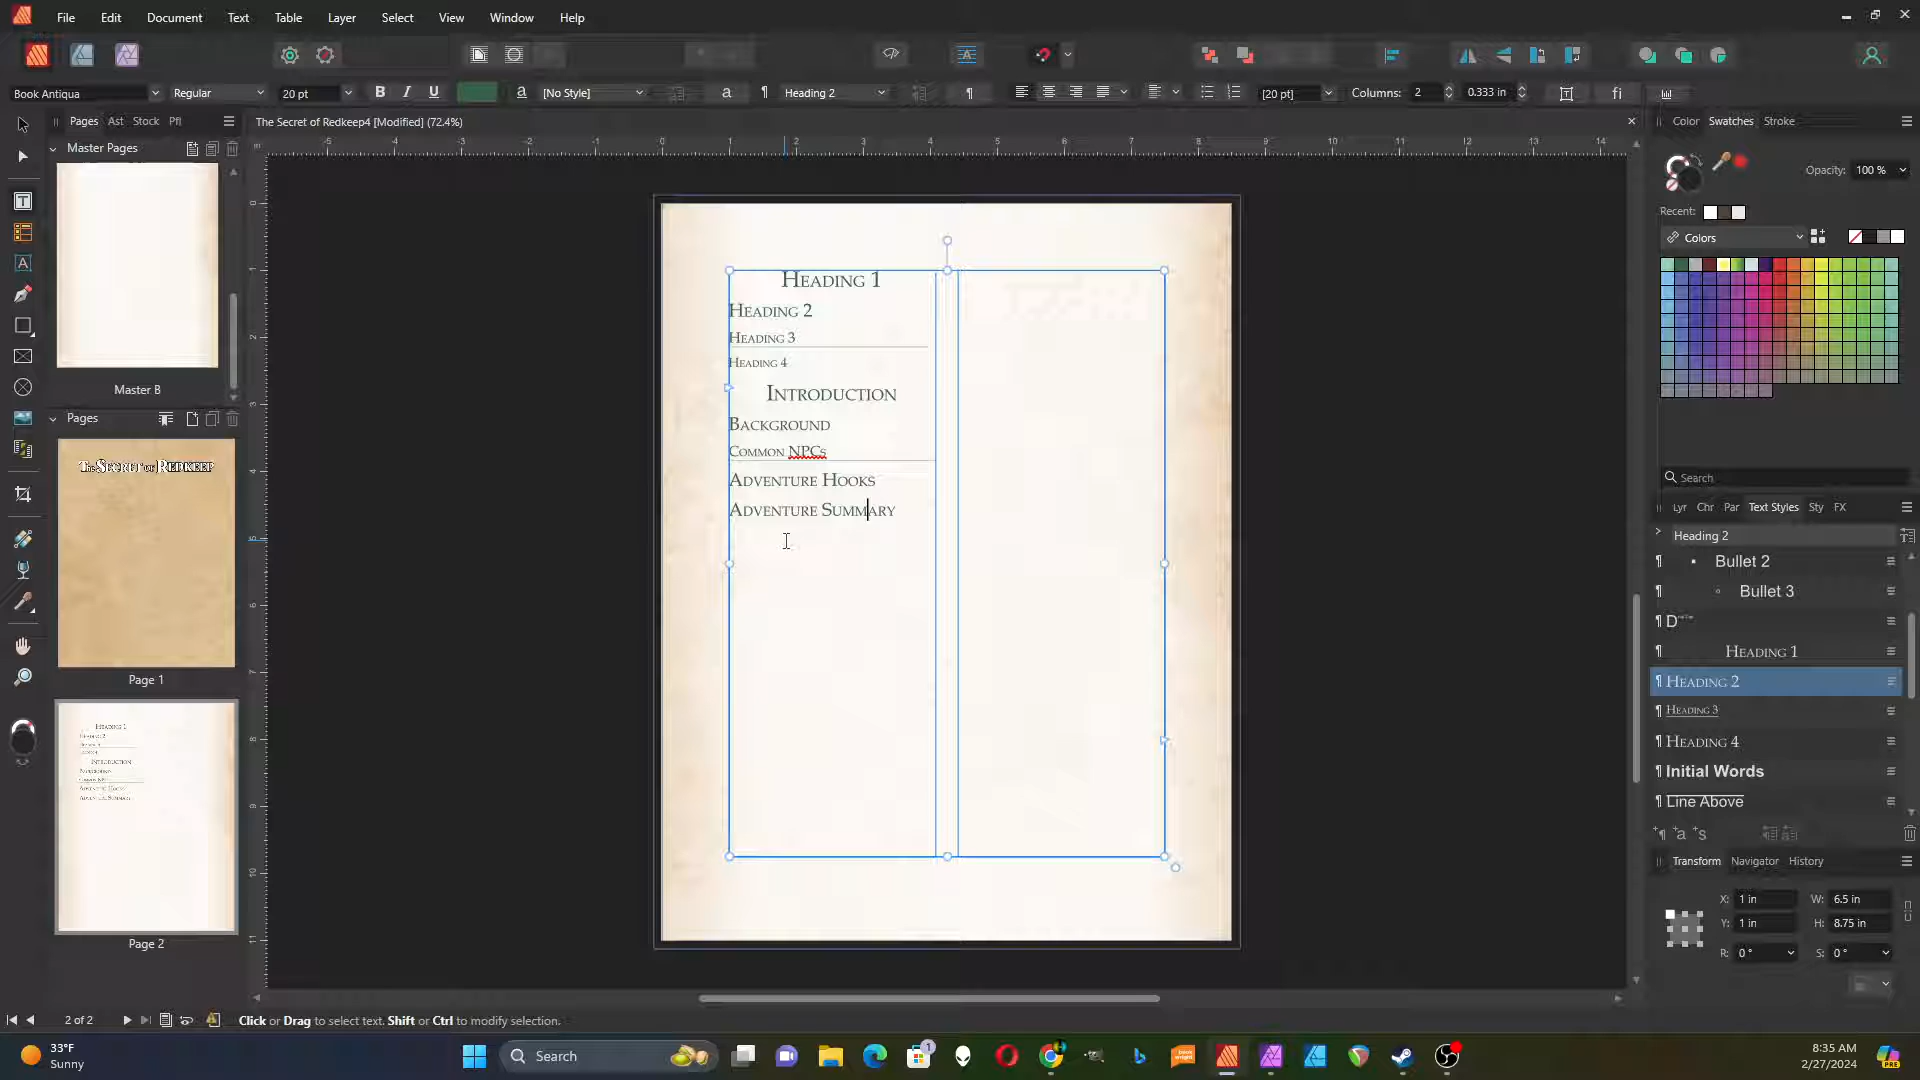 File Edit Document Text Table Layer Select View Window Help
Book Antiqua Regular 20 pt B I U a [No Style] a ¶ Heading 2 ¶ [20 pt] Columns: 2 0.333 in fi
Pages Ast Stock Pfl
The Secret of Redkeep4 [Modified] (72.4%)
Color Swatches Stroke
Master Pages
Master B
Pages
The Secret of Redkeep
Page 1
Page 2
Heading 1
Heading 2
Heading 3
Heading 4
Introduction
Background
Common NPCs
Adventure Hooks
Adventure Summary
Opacity: 100 %
Recent:
Colors
Search
Lyr Chr Par Text Styles Sty FX
Heading 2
Bullet 2
Bullet 3
Heading 1
Heading 2
Heading 3
Heading 4
Initial Words
Line Above
Transform Navigator History
X: 1 in W: 6.5 in
Y: 1 in H: 8.75 in
R: 0 ° S: 0 °
2 of 2 Click or Drag to select text. Shift or Ctrl to modify selection.
33°F
Sunny
Search
8:35 AM
2/27/2024